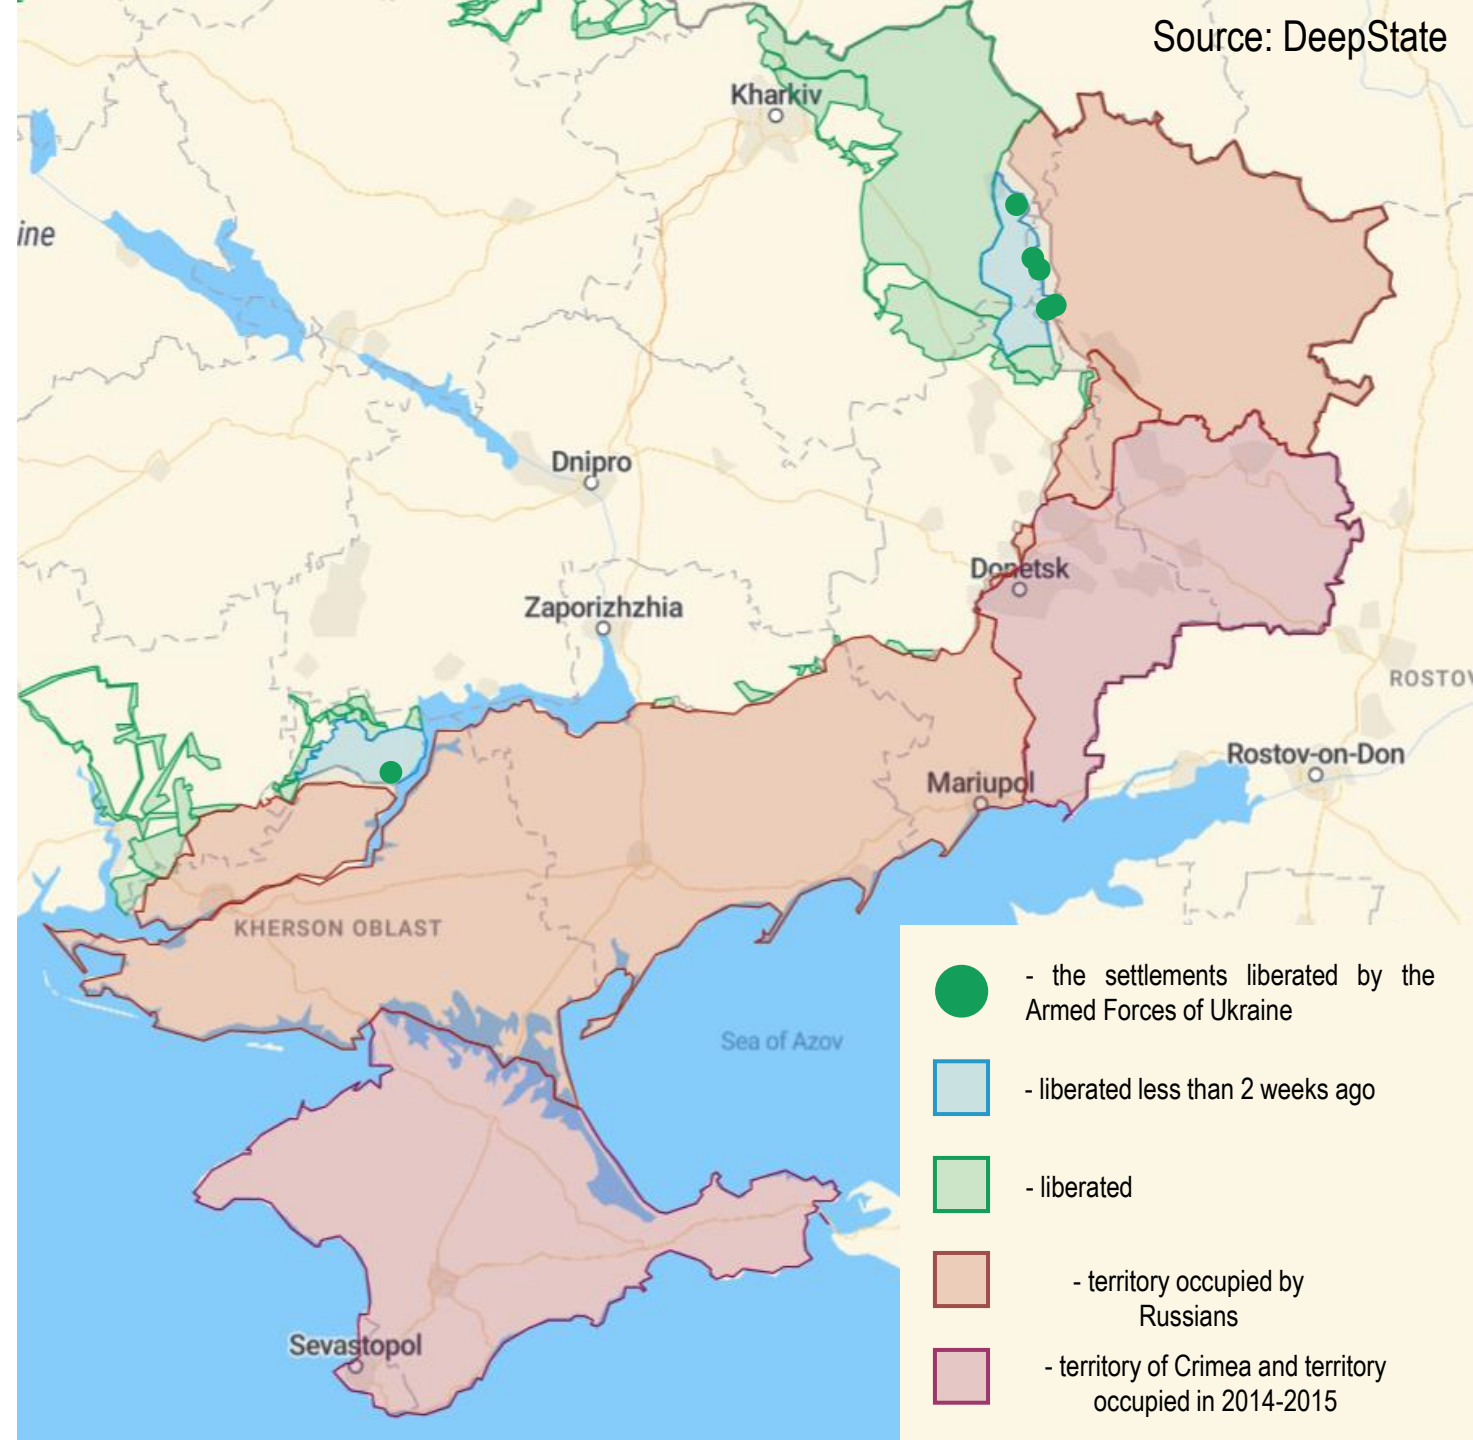 Source: DeepState
Kharkiv
ine
Dnipro
Donetsk
Zaporizhzhia
ROSTOV
Rostov-on-Don
Mariupol
KHERSON OBLAST
Sea of Azov
Sevastopol
- the settlements liberated by the
Armed Forces of Ukraine
- liberated less than 2 weeks ago
- liberated
- territory occupied by
Russians
- territory of Crimea and territory
occupied in 2014-2015